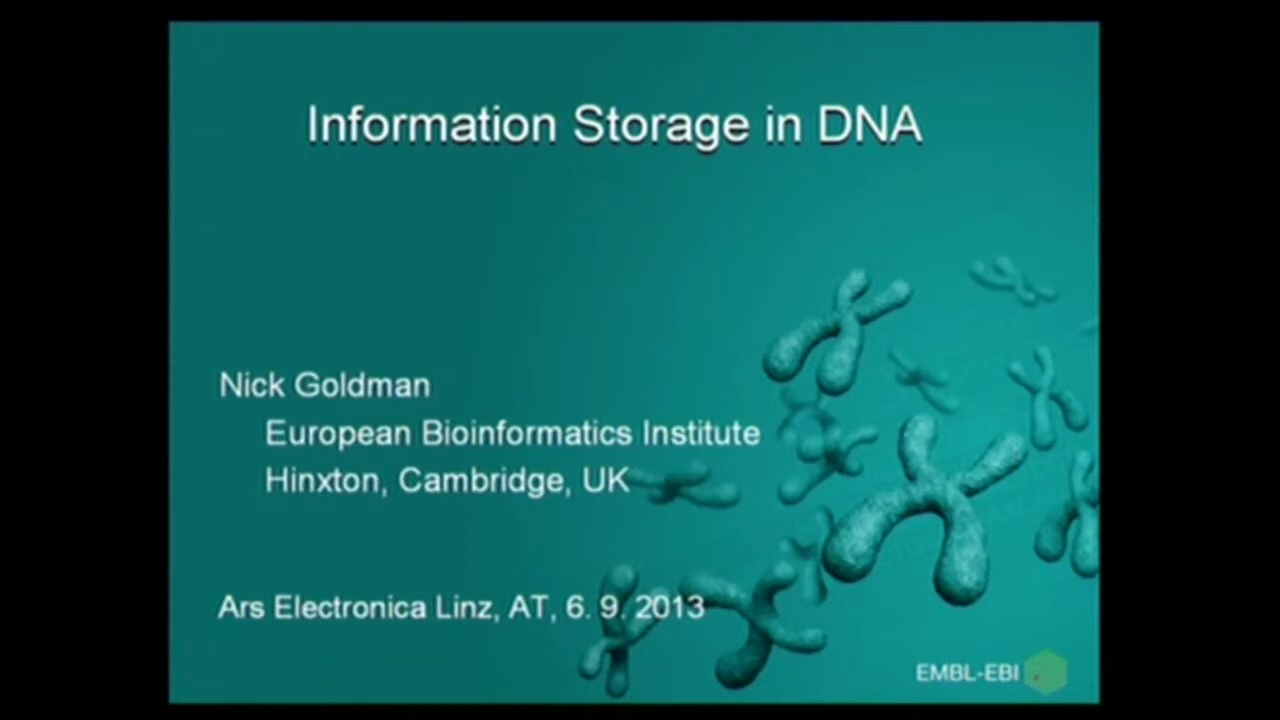 Information Storage in DNA
Nick Goldman
European Bioinformatics Institute
Hinxton, Cambridge, UK
Ars Electronica Linz, AT, 6. 9. 2013
EMBL-EBI